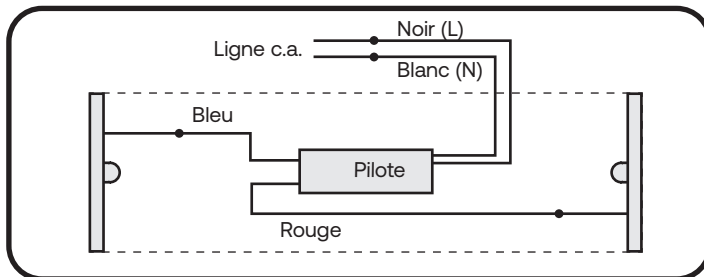 Noir (L)
Ligne c.a.
Blanc (N)
Bleu
Pilote
Rouge